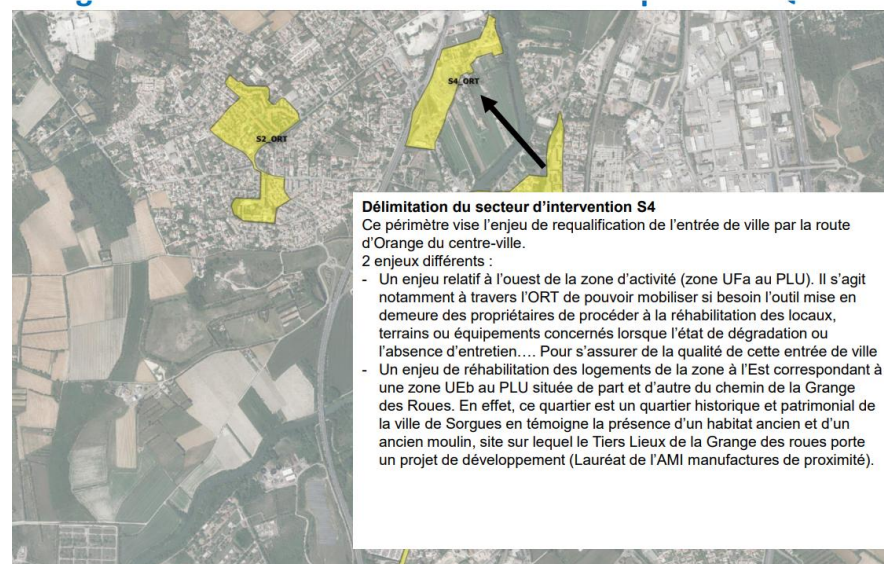 S4_ORT
S2_ORT
Délimitation du secteur d'intervention S4
Ce périmètre vise l'enjeu de requalification de l'entrée de ville par la route
d'Orange du centre-ville.
2 enjeux différents :
- Un enjeu relatif à l'ouest de la zone d'activité (zone UFa au PLU). Il s'agit
notamment à travers l'ORT de pouvoir mobiliser si besoin l'outil mise en
demeure des propriétaires de procéder à la réhabilitation des locaux,
terrains ou équipements concernés lorsque l'état de dégradation ou
l'absence d'entretien…. Pour s'assurer de la qualité de cette entrée de ville
- Un enjeu de réhabilitation des logements de la zone à l'Est correspondant à
une zone UEb au PLU située de part et d'autre du chemin de la Grange
des Roues. En effet, ce quartier est un quartier historique et patrimonial de
la ville de Sorgues en témoigne la présence d'un habitat ancien et d'un
ancien moulin, site sur lequel le Tiers Lieux de la Grange des roues porte
un projet de développement (Lauréat de l'AMI manufactures de proximité).